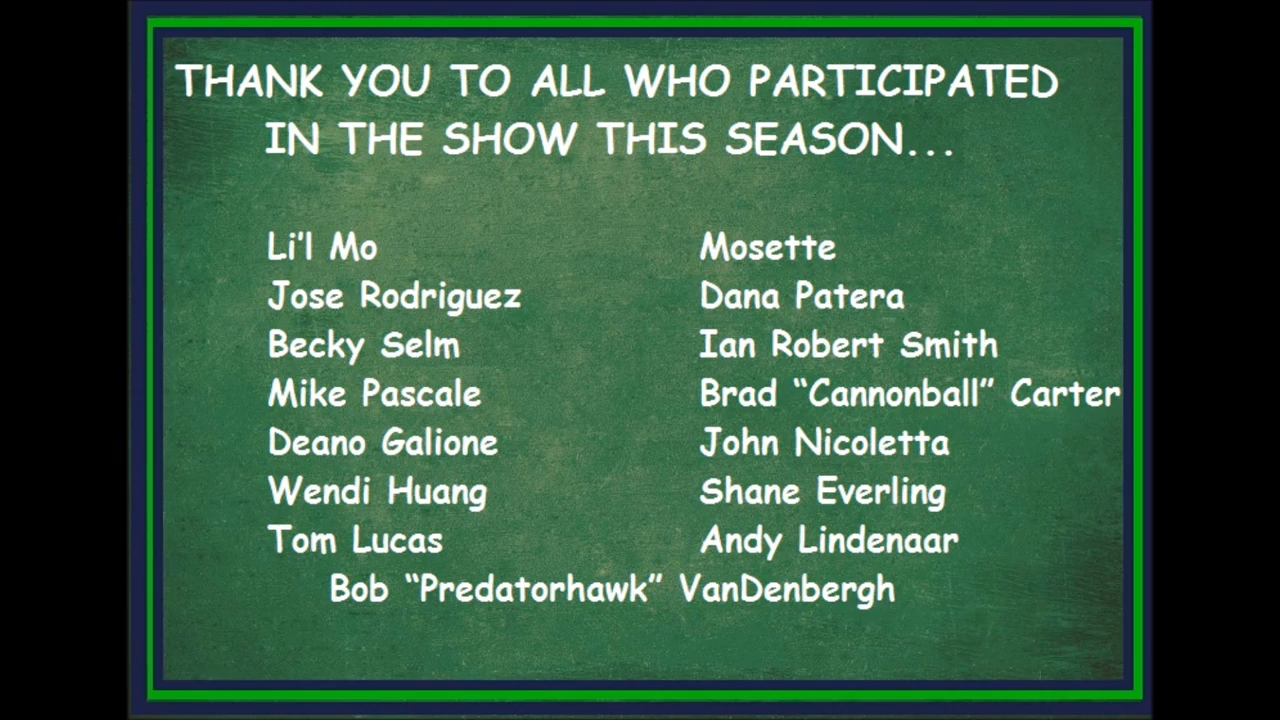 THANK YOU TO ALL WHO PARTICIPATED
IN THE SHOW THIS SEASON...
Li'l Mo
Jose Rodriguez
Becky Selm
Mike Pascale
Deano Galione
Wendi Huang
Tom Lucas
Mosette
Dana Patera
Ian Robert Smith
Brad “Cannonball” Carter
John Nicoletta
Shane Everling
Andy Lindenaar
Bob “Predatorhawk” VanDenbergh